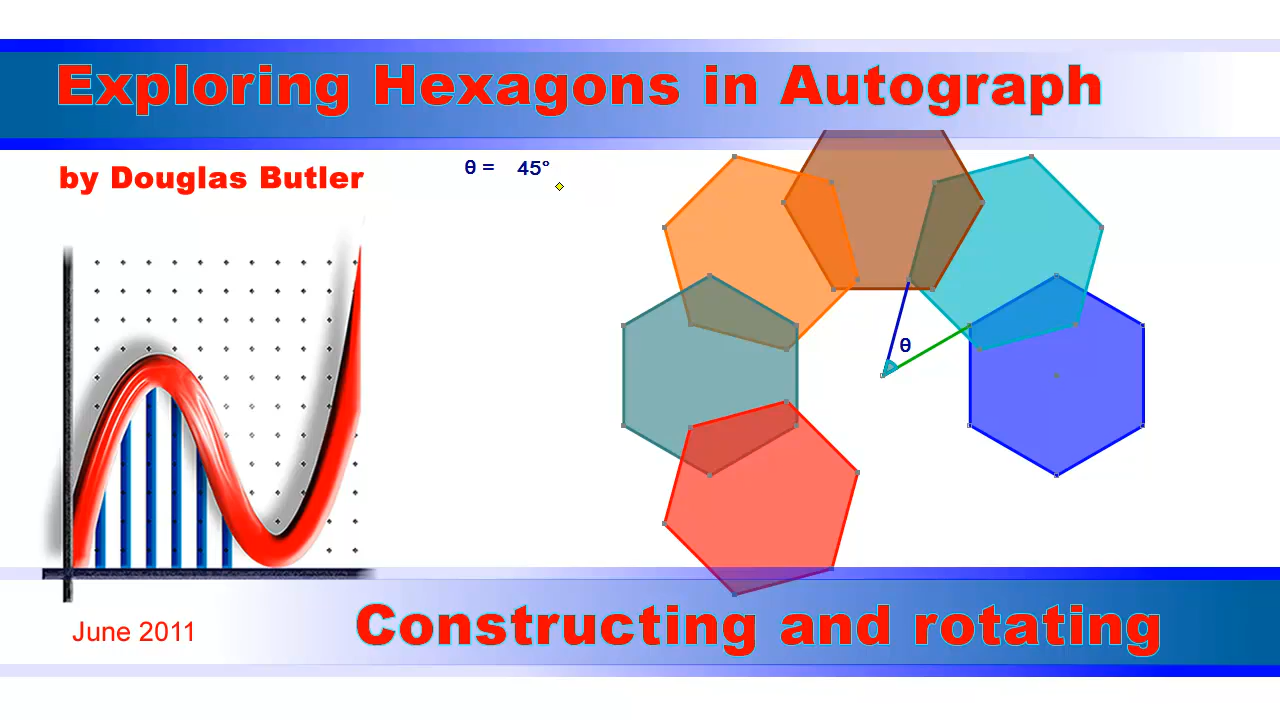 Exploring Hexagons in Autograph
by Douglas Butler
θ = 45°
θ
June 2011
Constructing and rotating